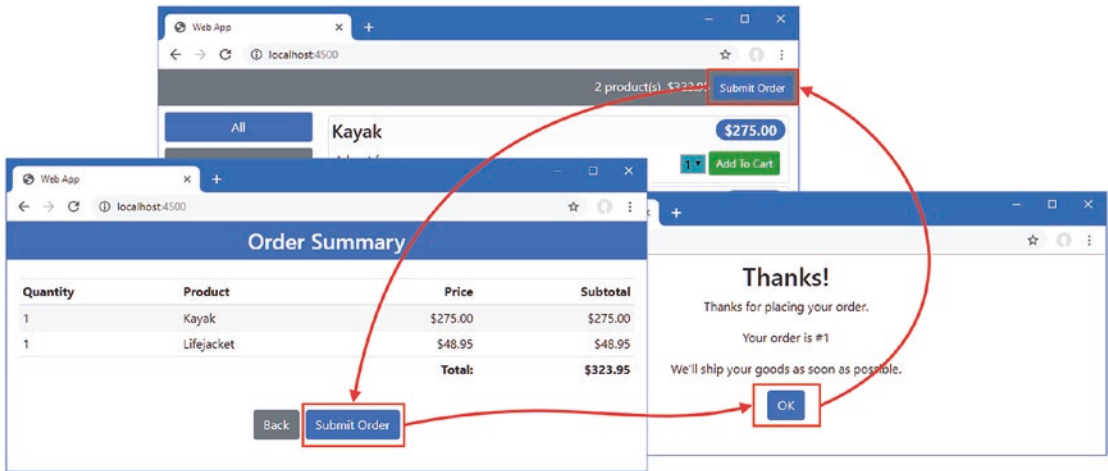 Web App
localhost:4500
2 product(s), $323.95 Submit Order
All
Kayak $275.00
1 Add To Cart
Web App
localhost:4500
Order Summary
Quantity Product Price Subtotal
1 Kayak $275.00 $275.00
1 Lifejacket $48.95 $48.95
Total: $323.95
Back Submit Order
Thanks!
Thanks for placing your order.
Your order is #1
We'll ship your goods as soon as possible.
OK